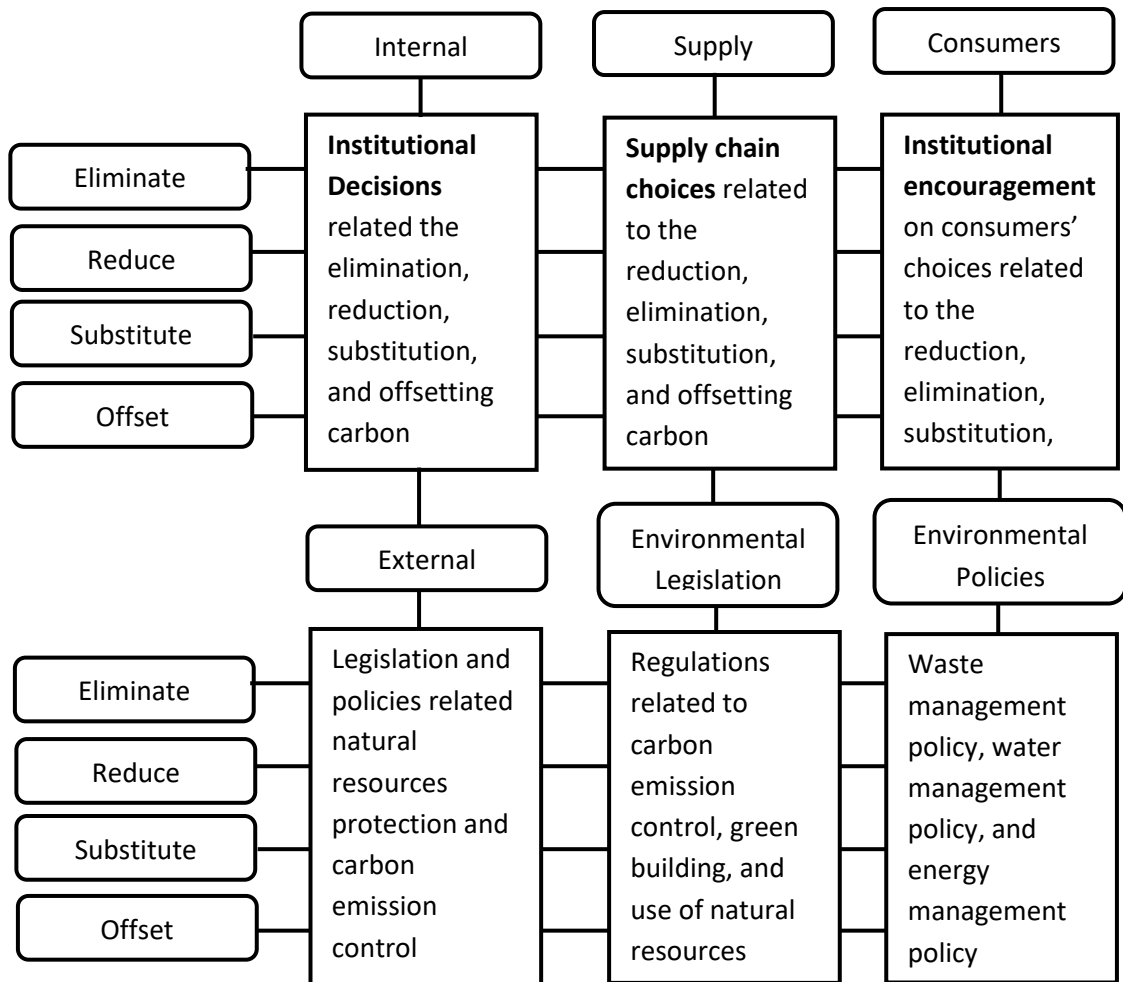 Internal
Supply
Consumers
Eliminate
Reduce
Substitute
Offset
Institutional
Decisions
related the
elimination,
reduction,
substitution,
and offsetting
carbon
Supply chain
choices related
to the
reduction,
elimination,
substitution,
and offsetting
carbon
Institutional
encouragement
on consumers’
choices related
to the
reduction,
elimination,
substitution,
External
Environmental
Legislation
Environmental
Policies
Eliminate
Reduce
Substitute
Offset
Legislation and
policies related
natural
resources
protection and
carbon
emission
control
Regulations
related to
carbon
emission
control, green
building, and
use of natural
resources
Waste
management
policy, water
management
policy, and
energy
management
policy